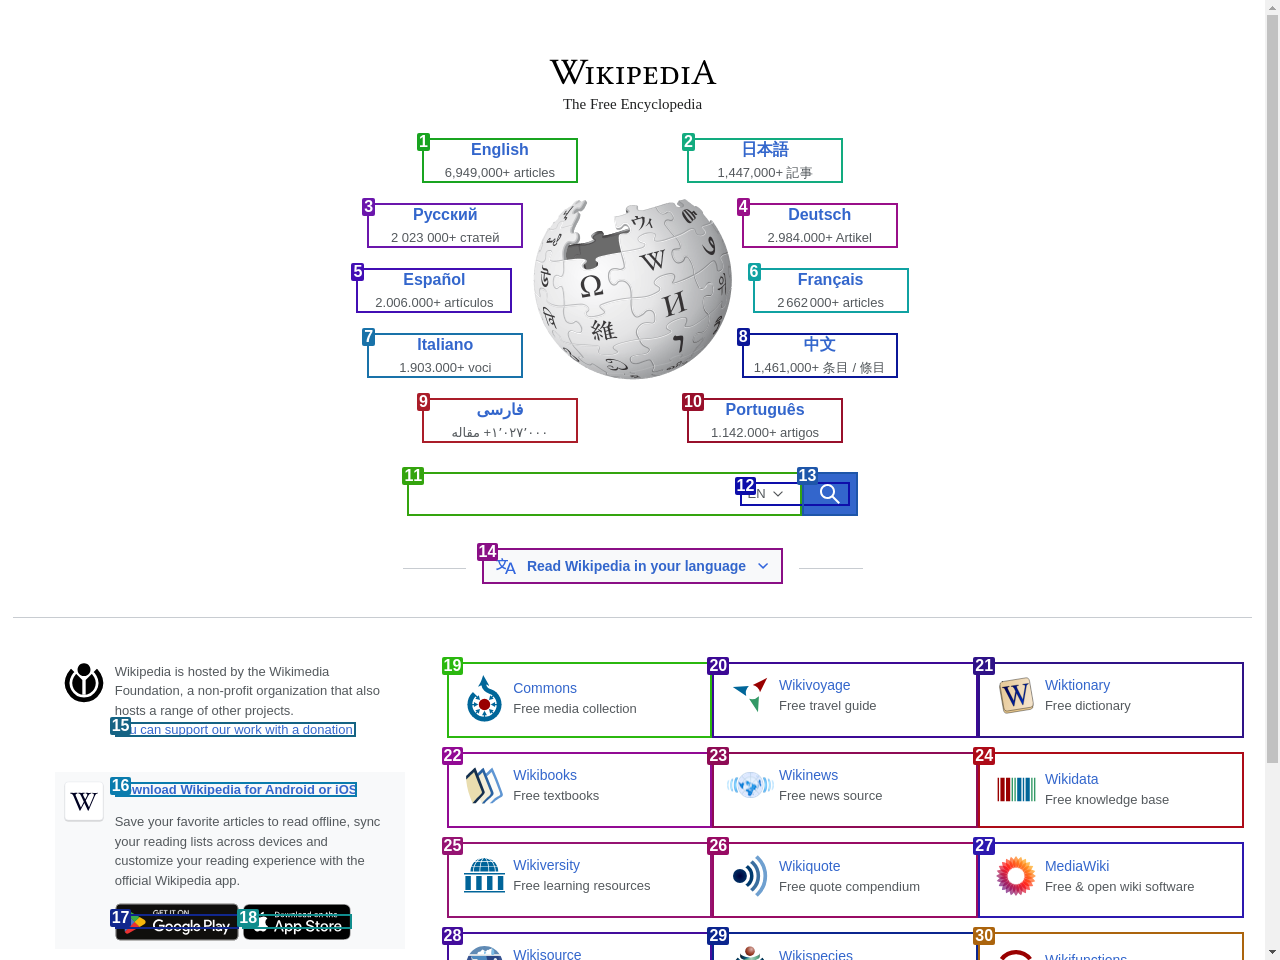 WIKIPEDIA
The Free Encyclopedia
1
English
6,949,000+ articles
2
日本語
1,447,000+ 記事
3
Русский
2 023 000+ статей
4
Deutsch
2.984.000+ Artikel
5
Español
2.006.000+ artículos
6
Français
2 662 000+ articles
7
Italiano
1.903.000+ voci
8
中文
1,461,000+ 条目 / 條目
9
فارسی
۱٬۰۲۷٬۰۰۰+ مقاله
10
Português
1.142.000+ artigos
11
12
EN
13
14
Read Wikipedia in your language
Wikipedia is hosted by the Wikimedia
Foundation, a non-profit organization that also
hosts a range of other projects.
15
can support our work with a donation.
16
Download Wikipedia for Android or iOS
Save your favorite articles to read offline, sync
your reading lists across devices and
customize your reading experience with the
official Wikipedia app.
17
GET IT ON
Google Play
18
Download on the
App Store
19
Commons
Free media collection
20
Wikivoyage
Free travel guide
21
Wiktionary
Free dictionary
22
Wikibooks
Free textbooks
23
Wikinews
Free news source
24
Wikidata
Free knowledge base
25
Wikiversity
Free learning resources
26
Wikiquote
Free quote compendium
27
MediaWiki
Free & open wiki software
28
Wikisource
29
Wikispecies
30
Wikifunctions